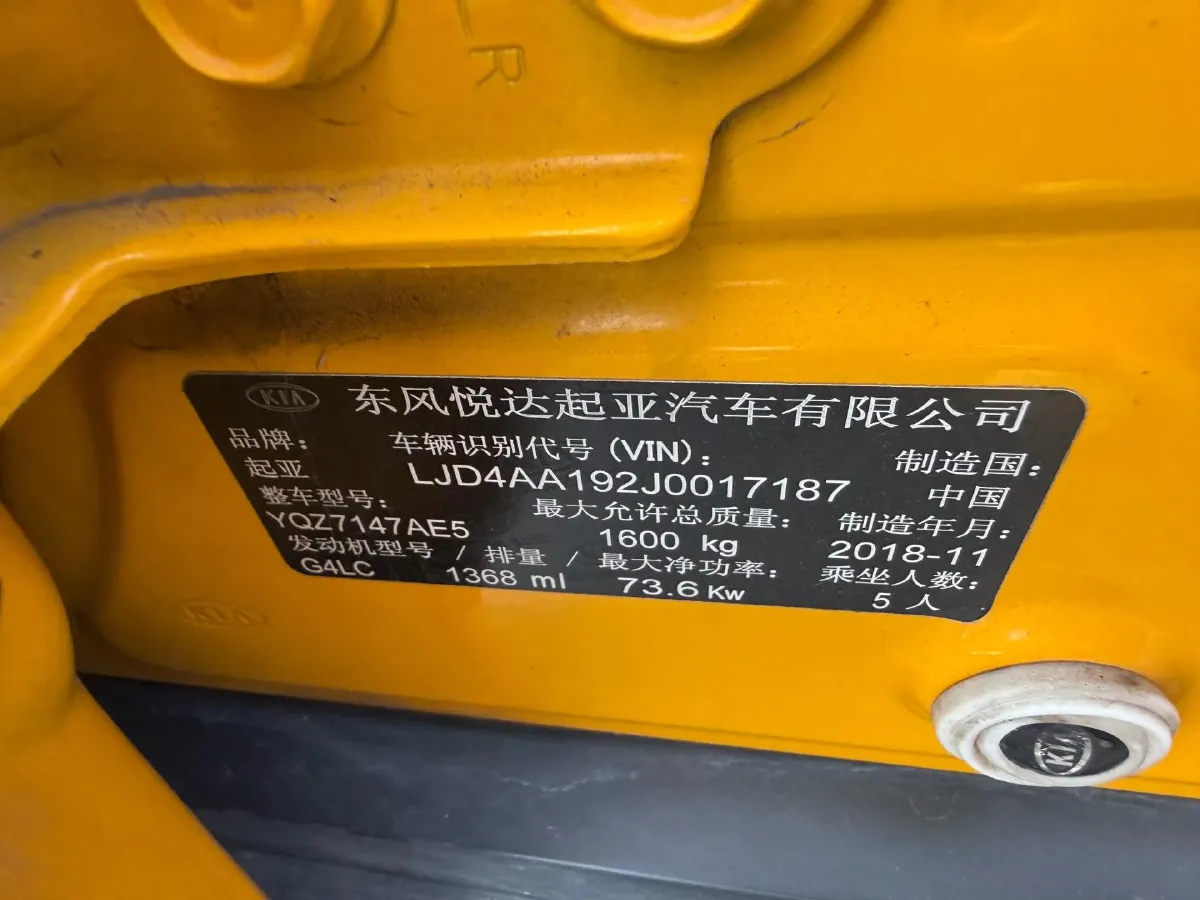 R
KIA 东风悦达起亚汽车有限公司
品牌： 车辆识别代号 (VIN)： 制造国：
起亚 LJD4AA192J0017187 中国
整车型号： 最大允许总质量： 制造年月：
YQZ7147AE5 1600 kg 2018-11
发动机型号 / 排量 / 最大净功率： 乘坐人数：
G4LC 1368 ml 73.6 Kw 5 人
KIA
KIA